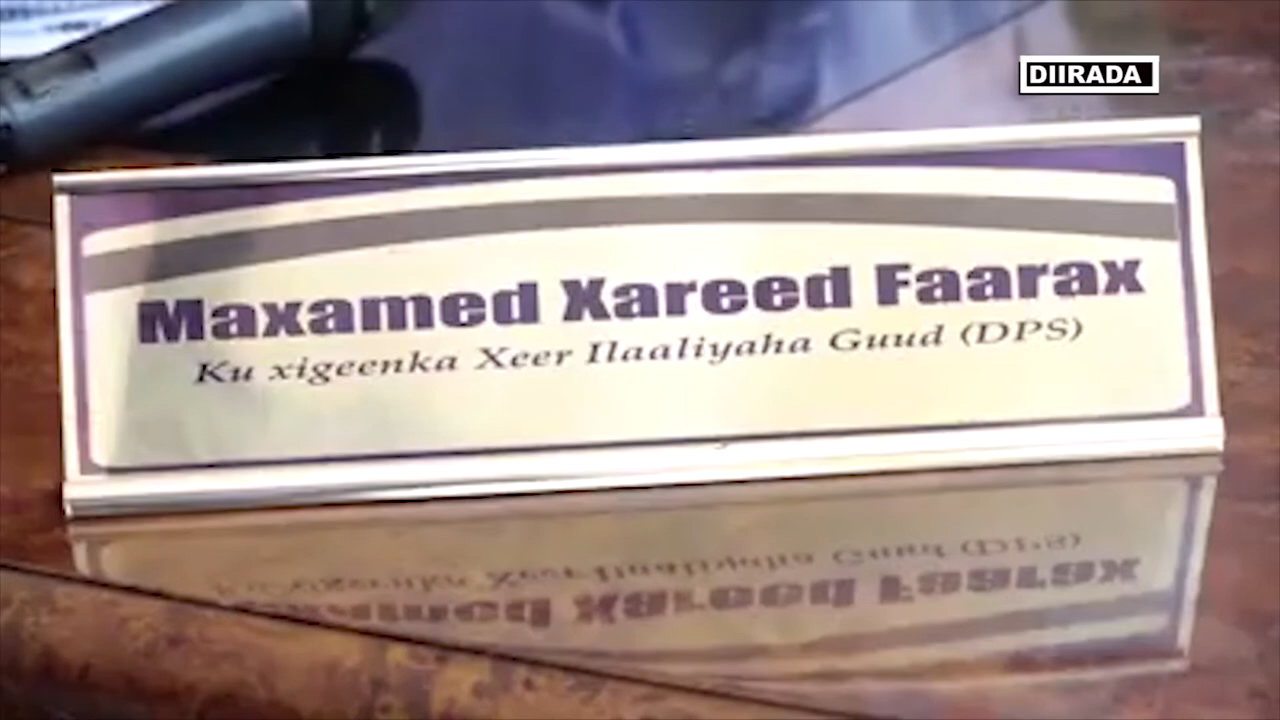 DIIRADA
Maxamed Xareed Faarax
Ku xigeenka Xeer Ilaaliyaha Guud (DPS)